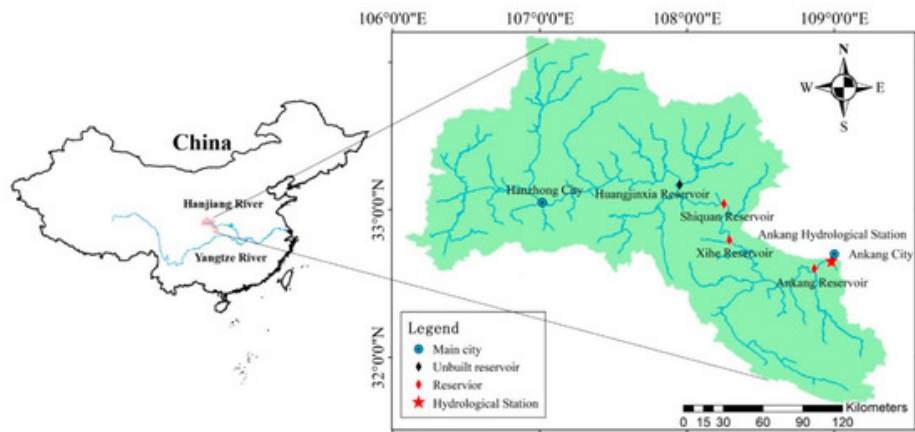 106°0'0"E 107°0'0"E 108°0'0"E 109°0'0"E
N
W E
S
China
Hanjiang River
Yangtze River
33°0'0"N
32°0'0"N
Hanzhong City
Huangjinxia Reservoir
Shiquan Reservoir
Xihe Reservoir
Ankang Hydrological Station
Ankang City
Ankang Reservoir
Legend
Main city
Unbuilt reservoir
Reservior
Hydrological Station
Kilometers
0 15 30 60 90 120